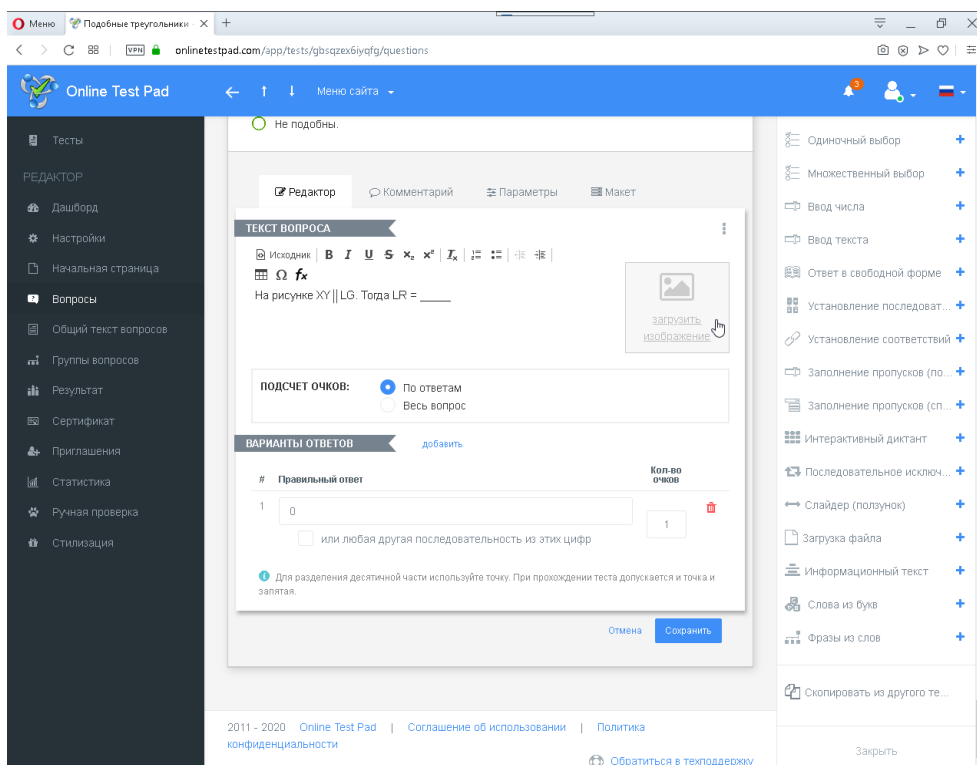 Меню
Подобные треугольники -
VPN
onlinetestpad.com/app/tests/gbsqzex6iyqfg/questions
Online Test Pad
Меню сайта
3
Тесты
РЕДАКТОР
Дашборд
Настройки
Начальная страница
Вопросы
Общий текст вопросов
Группы вопросов
Результат
Сертификат
Приглашения
Статистика
Ручная проверка
Стилизация
Не подобны.
Редактор
Комментарий
Параметры
Макет
ТЕКСТ ВОПРОСА
Исходник B I U S x₂ x² Iₓ
Ω fx
На рисунке XY || LG. Тогда LR = _____
загрузить
изображение
ПОДСЧЕТ ОЧКОВ:
По ответам
Весь вопрос
ВАРИАНТЫ ОТВЕТОВ
добавить
# Правильный ответ
Кол-во
очков
1
0
1
или любая другая последовательность из этих цифр
Для разделения десятичной части используйте точку. При прохождении теста допускается и точка и
запятая.
Отмена
Сохранить
2011 - 2020 Online Test Pad | Соглашение об использовании | Политика
конфиденциальности
Обратиться в техподдержку
Одиночный выбор
Множественный выбор
Ввод числа
Ввод текста
Ответ в свободной форме
Установление последоват...
Установление соответствий
Заполнение пропусков (по...
Заполнение пропусков (сп...
Интерактивный диктант
Последовательное исключ...
Слайдер (ползунок)
Загрузка файла
Информационный текст
Слова из букв
Фразы из слов
Скопировать из другого те...
Закрыть